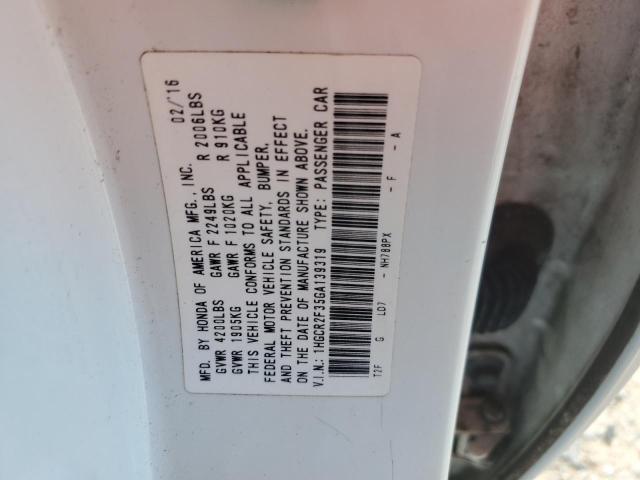 MFD. BY HONDA OF AMERICA MFG., INC. 02/'16
GVWR 4200LBS GAWR F 2249LBS R 2006LBS
GVWR 1905KG GAWR F 1020KG R 910KG
THIS VEHICLE CONFORMS TO ALL APPLICABLE
FEDERAL MOTOR VEHICLE SAFETY, BUMPER,
AND THEFT PREVENTION STANDARDS IN EFFECT
ON THE DATE OF MANUFACTURE SHOWN ABOVE.
V.I.N.: 1HGCR2F35GA139319 TYPE: PASSENGER CAR
T2F G LD7 - NH788PX - F - A